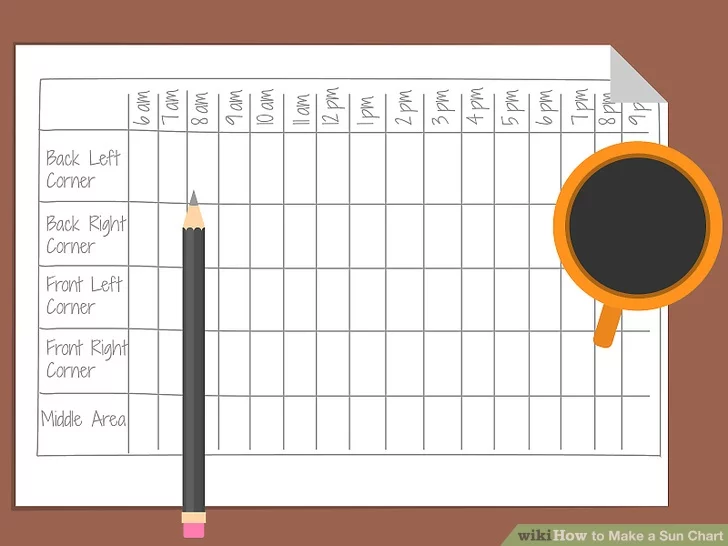 6 am 7 am 8 am 9 am 10 am 11 am 12 pm 1 pm 2 pm 3 pm 4 pm 5 pm 6 pm 7 pm 8 pm 9 p
Back Left
Corner
Back Right
Corner
Front Left
Corner
Front Right
Corner
Middle Area
wikiHow to Make a Sun Chart